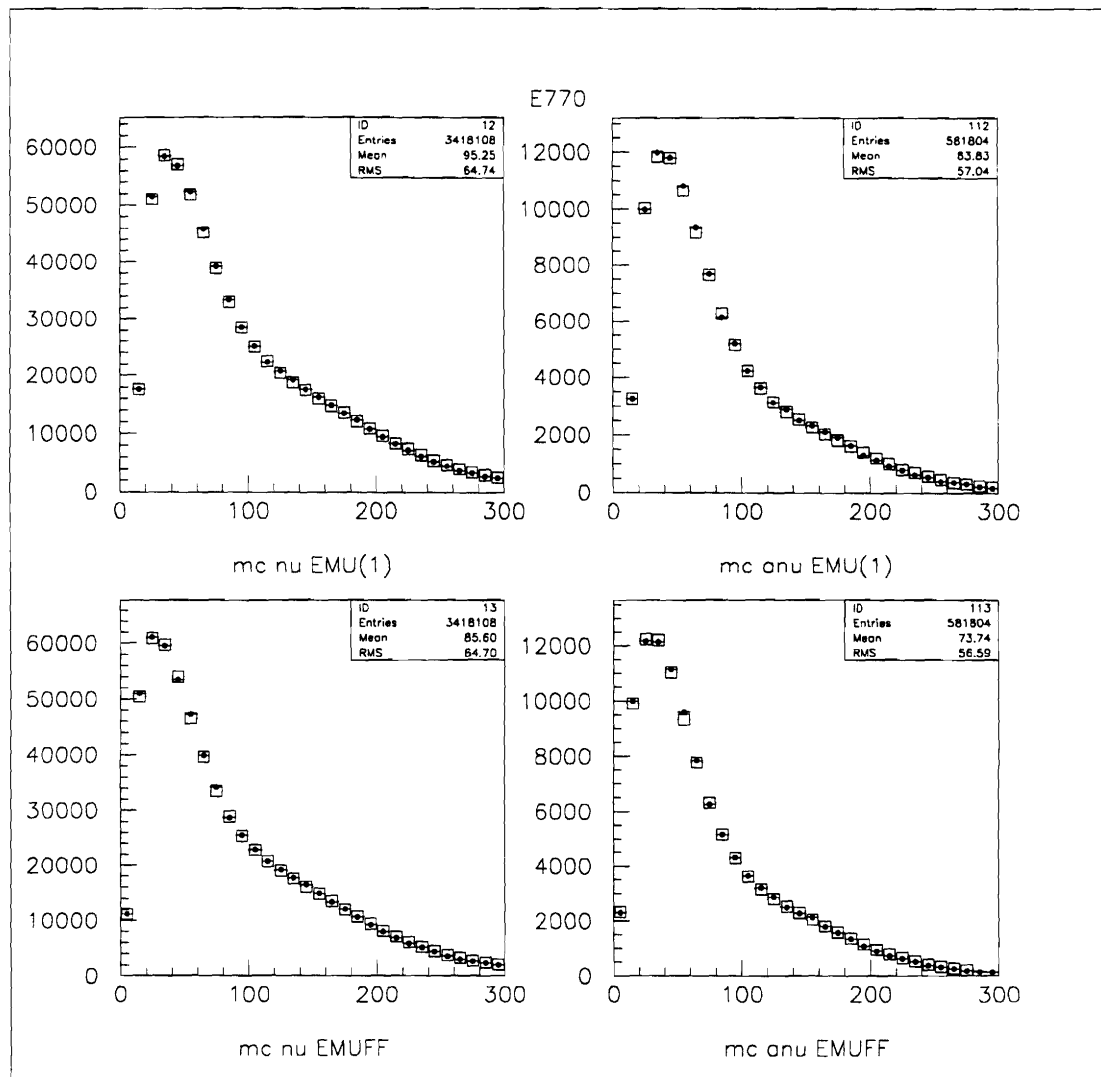 E770
ID 12
Entries 3418108
Mean 95.25
RMS 64.74
60000
50000
40000
30000
20000
10000
0
0 100 200 300
mc nu EMU(1)
ID 112
Entries 581804
Mean 83.83
RMS 57.04
12000
10000
8000
6000
4000
2000
0
0 100 200 300
mc anu EMU(1)
ID 13
Entries 3418108
Mean 85.60
RMS 64.70
60000
50000
40000
30000
20000
10000
0
0 100 200 300
mc nu EMUFF
ID 113
Entries 581804
Mean 73.74
RMS 56.59
12000
10000
8000
6000
4000
2000
0
0 100 200 300
mc anu EMUFF